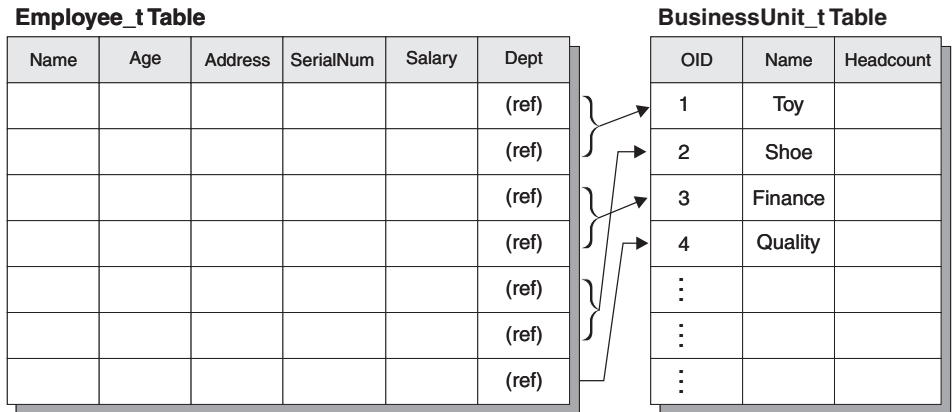 Employee_t Table BusinessUnit_t Table
Name Age Address SerialNum Salary Dept OID Name Headcount
(ref) 1 Toy
(ref) 2 Shoe
(ref) 3 Finance
(ref) 4 Quality
(ref) ⋮
(ref) ⋮
(ref) ⋮